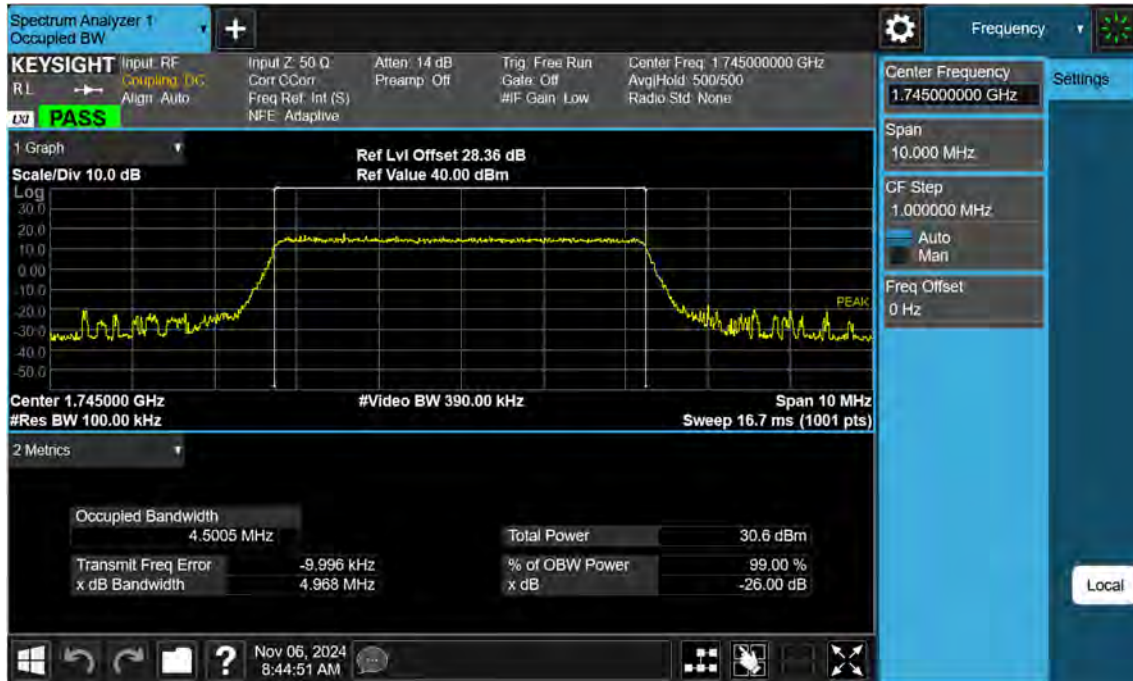 Spectrum Analyzer 1
Occupied BW
Frequency
KEYSIGHT Input: RF Input Z: 50 Ω Atten: 14 dB Trig: Free Run Center Freq: 1.745000000 GHz
RL Coupling: DC Corr CCorr Preamp: Off Gate: Off Avg|Hold: 500/500
Align: Auto Freq Ref: Int (S) #IF Gain: Low Radio Std: None
LXI PASS NFE: Adaptive
1 Graph
Ref Lvl Offset 28.36 dB
Scale/Div 10.0 dB Ref Value 40.00 dBm
Log
30.0
20.0
10.0
0.00
-10.0
-20.0
-30.0
-40.0
-50.0
PEAK
Center 1.745000 GHz #Video BW 390.00 kHz Span 10 MHz
#Res BW 100.00 kHz Sweep 16.7 ms (1001 pts)
2 Metrics
Occupied Bandwidth
4.5005 MHz Total Power 30.6 dBm
Transmit Freq Error -9.996 kHz % of OBW Power 99.00 %
x dB Bandwidth 4.968 MHz x dB -26.00 dB
Center Frequency
1.745000000 GHz
Settings
Span
10.000 MHz
CF Step
1.000000 MHz
Auto
Man
Freq Offset
0 Hz
Local
?
Nov 06, 2024
8:44:51 AM